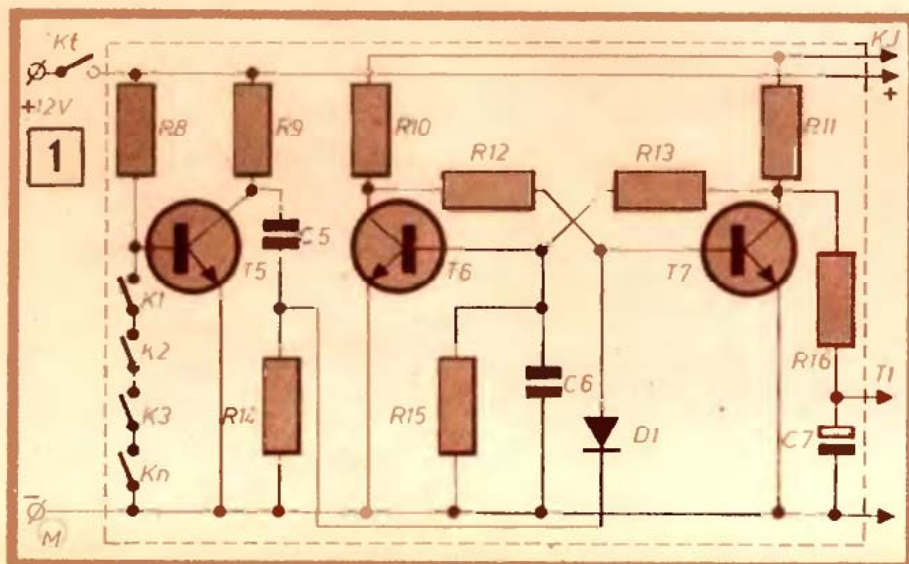 Kt
KJ
+
+12V
1
R8
R9
R10
R11
R12
R13
T5
C5
T6
T7
K1
K2
K3
Kn
R14
R15
C6
D1
R16
T1
C7
-
M